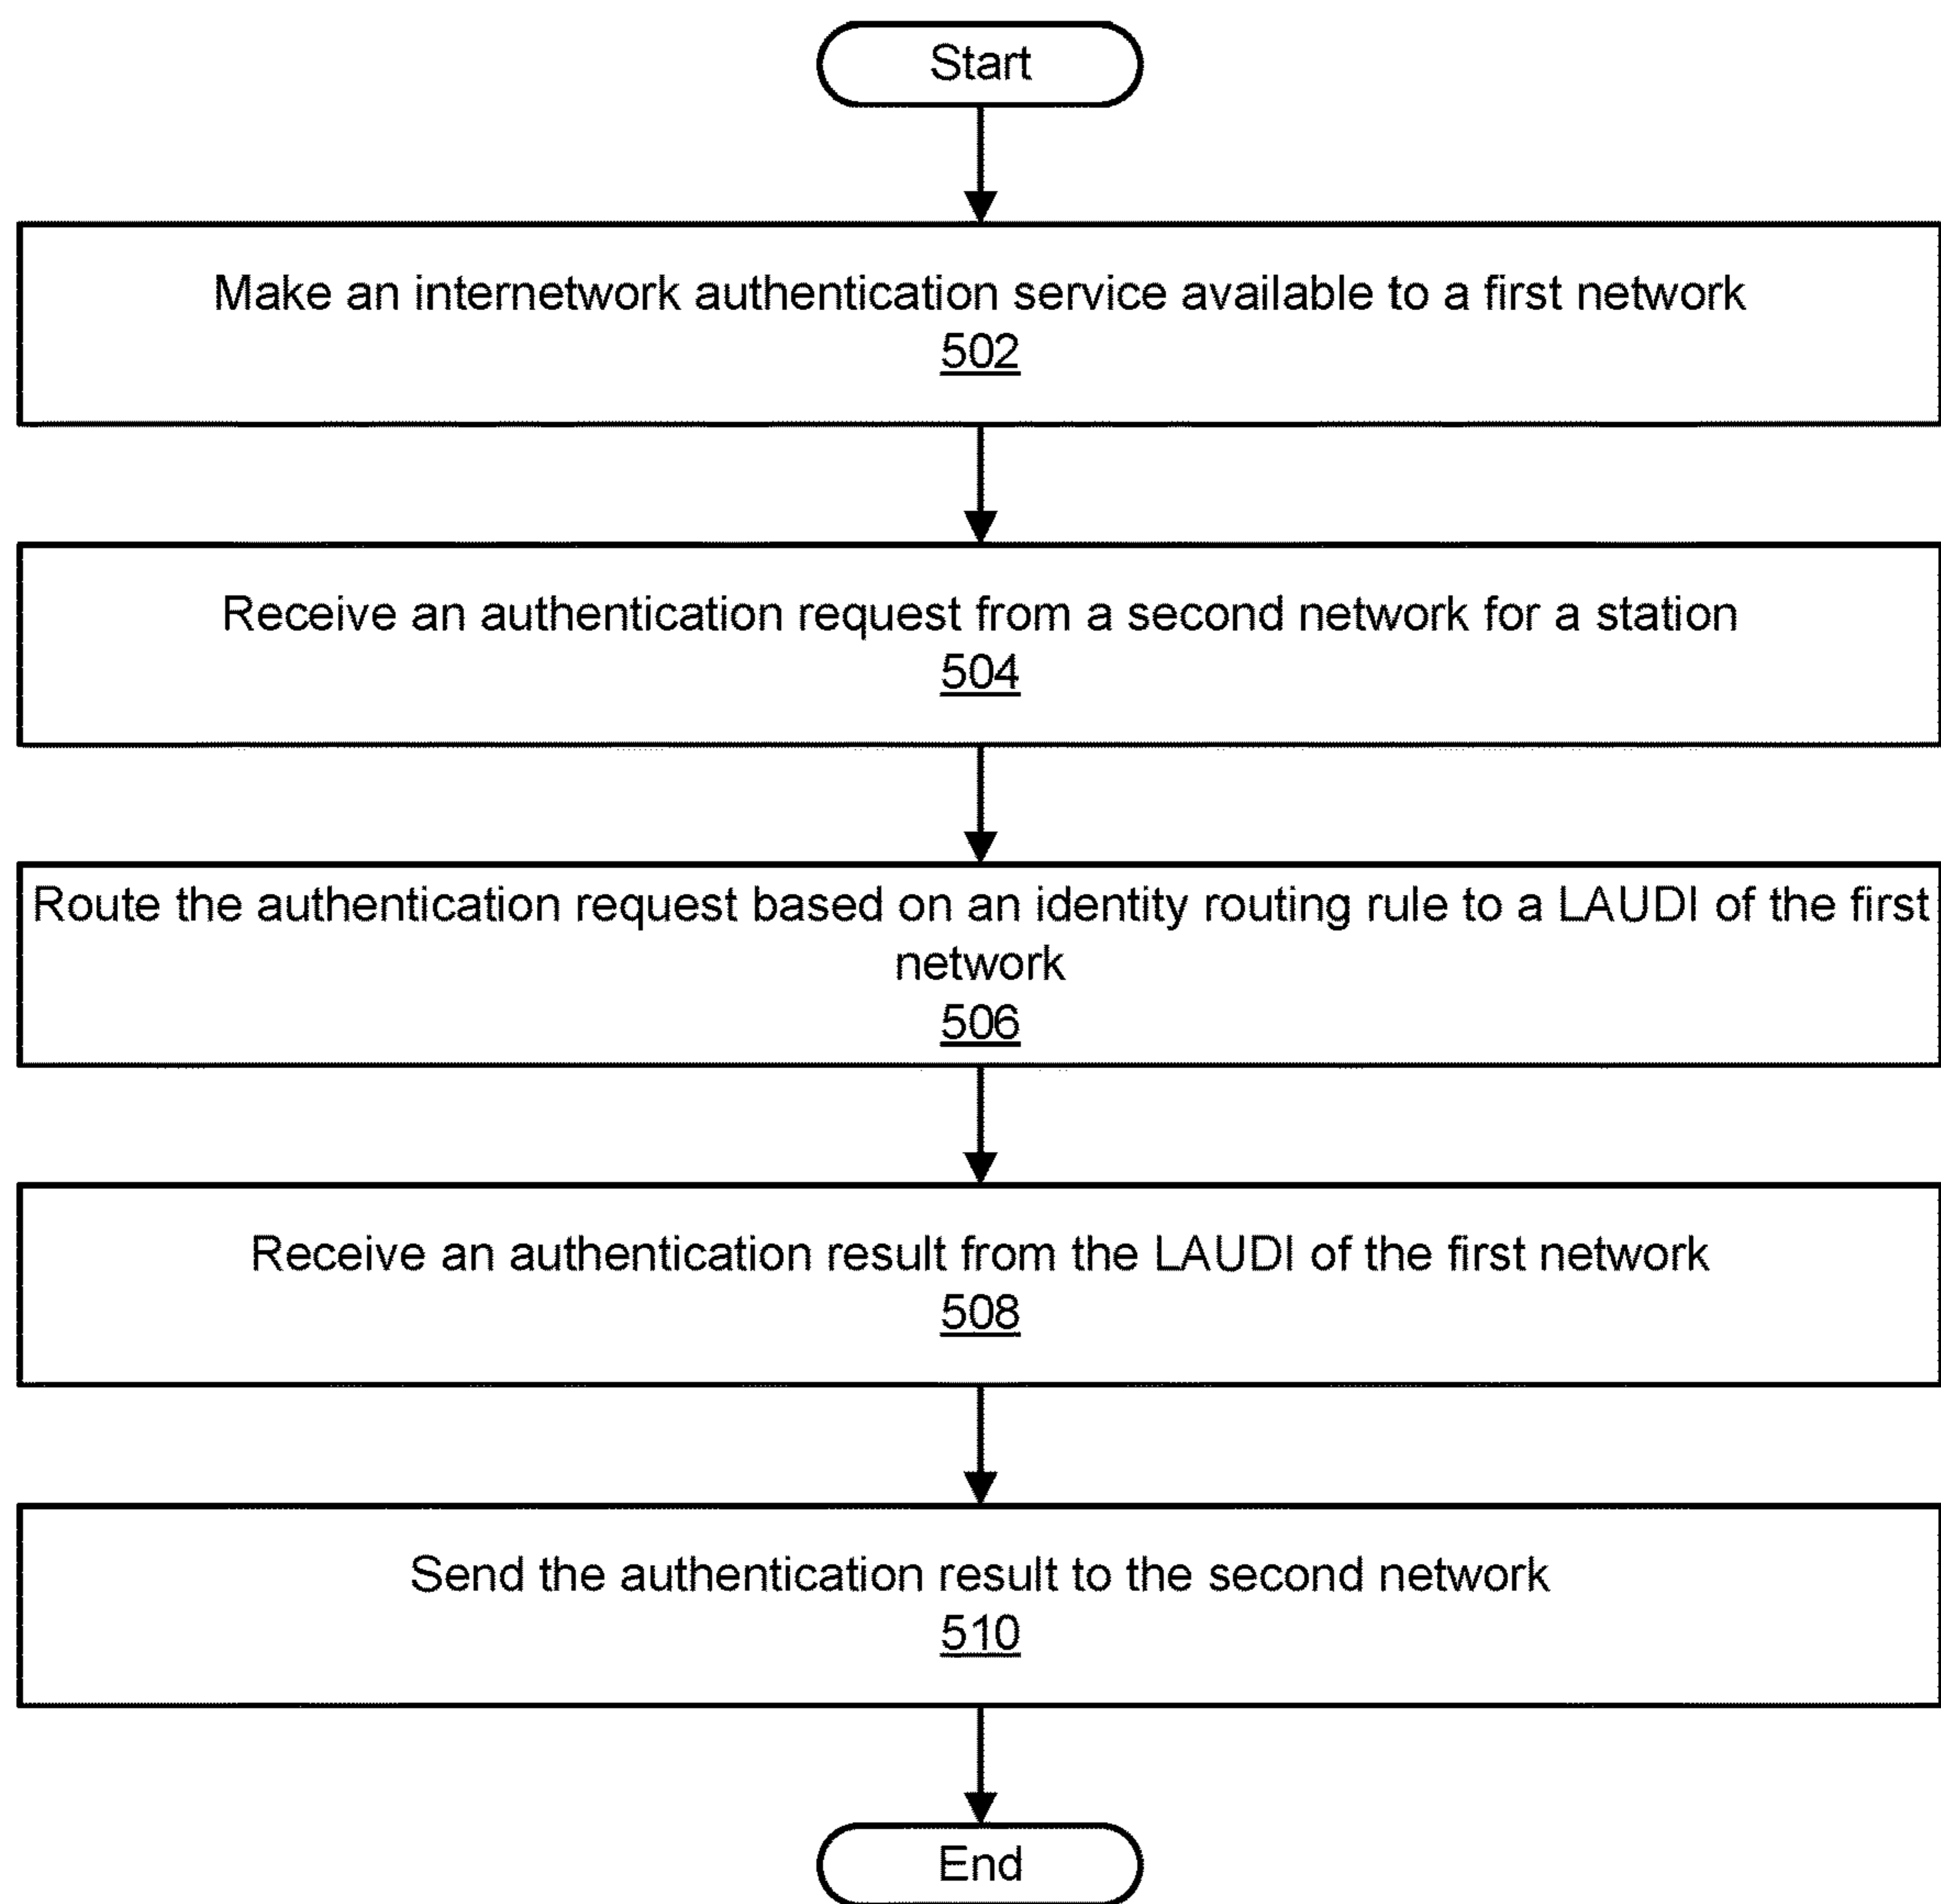 Start
Make an internetwork authentication service available to a first network
502
Receive an authentication request from a second network for a station
504
Route the authentication request based on an identity routing rule to a LAUDI of the first
network
506
Receive an authentication result from the LAUDI of the first network
508
Send the authentication result to the second network
510
End